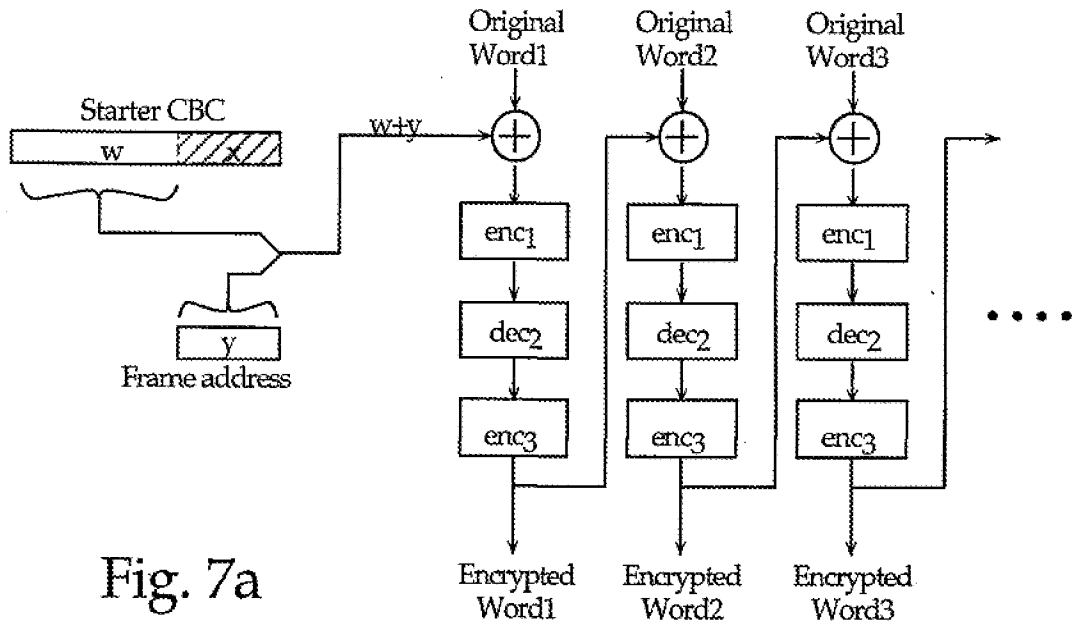 Original Word1
Original Word2
Original Word3
Starter CBC
w
x
w+y
y
Frame address
enc1
enc1
enc1
dec2
dec2
dec2
enc3
enc3
enc3
Encrypted Word1
Encrypted Word2
Encrypted Word3
Fig. 7a